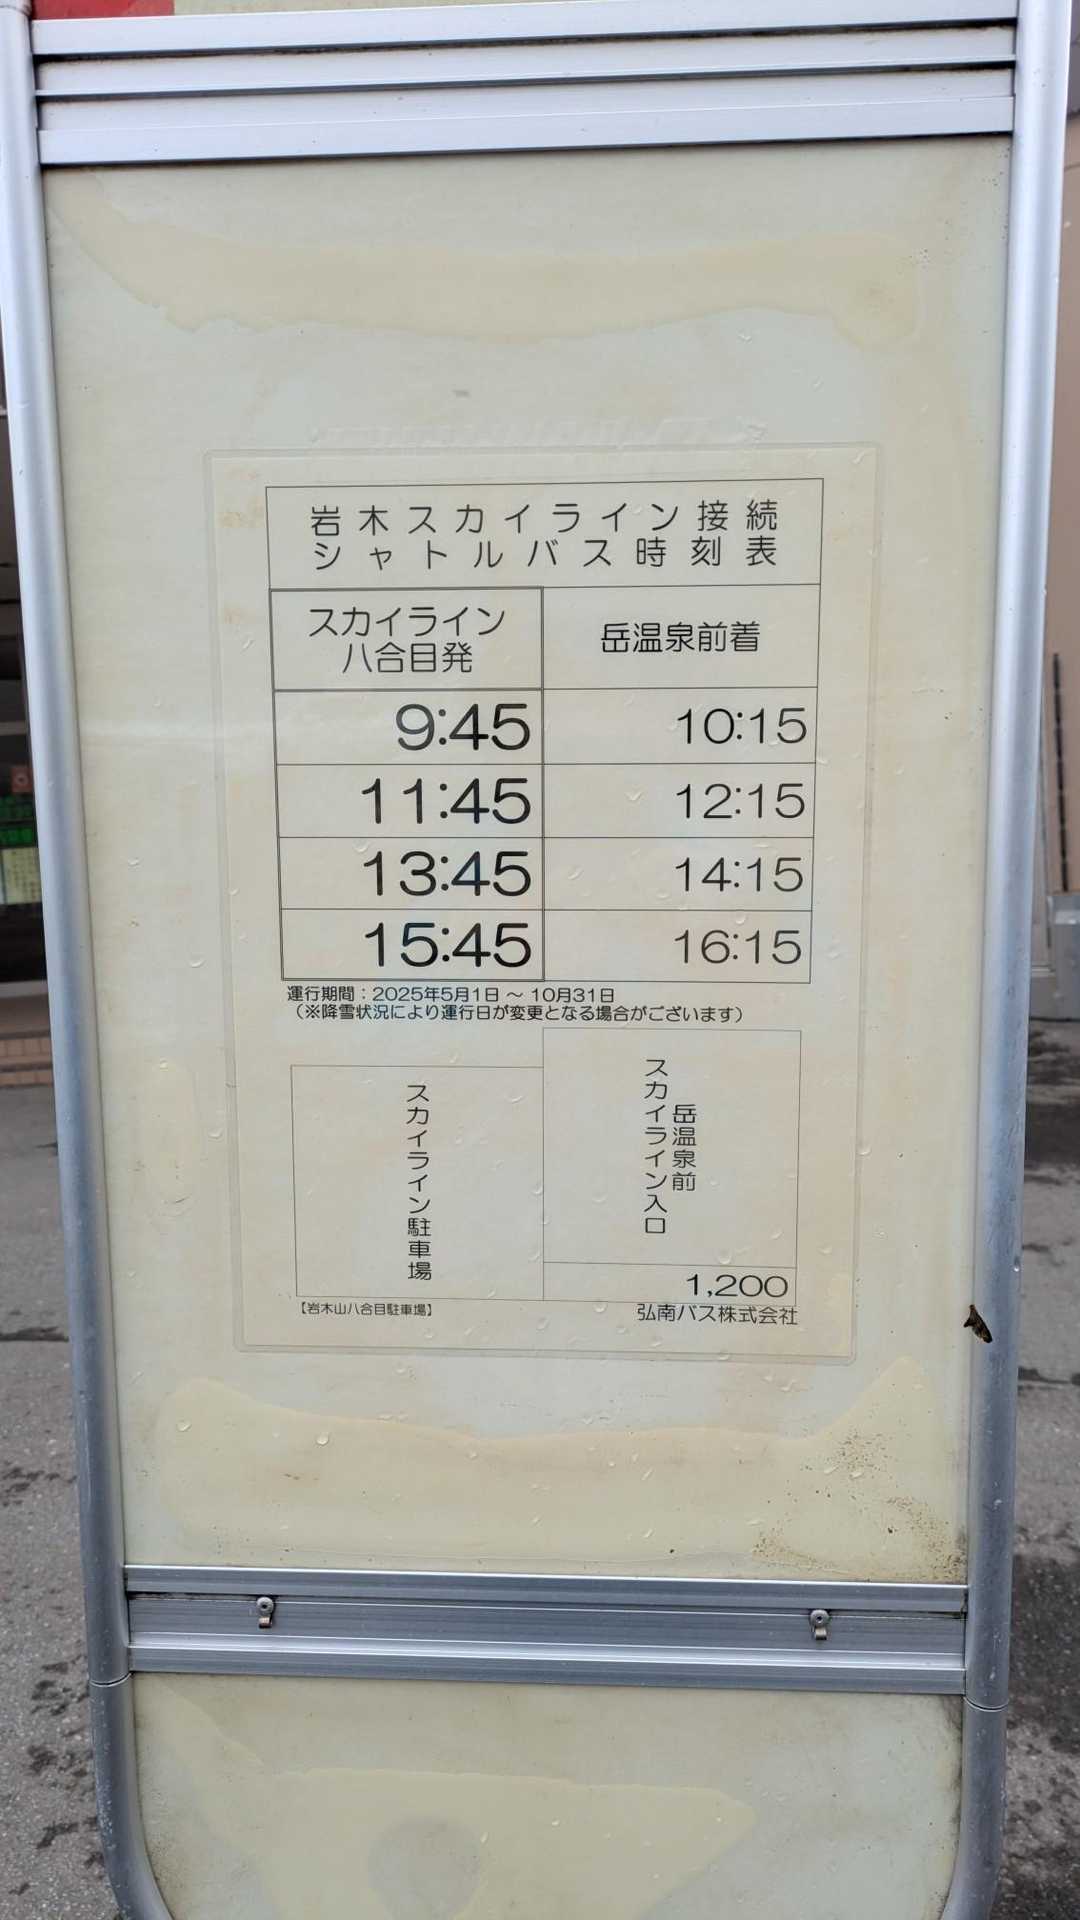 岩木スカイライン接続
シャトルバス時刻表
スカイライン
八合目発
岳温泉前着
9:45 10:15
11:45 12:15
13:45 14:15
15:45 16:15
運行期間：2025年5月1日～10月31日
（※降雪状況により運行日が変更となる場合がございます）
スカイライン駐車場
岳温泉前
スカイライン入口
1,200
【岩木山八合目駐車場】
弘南バス株式会社